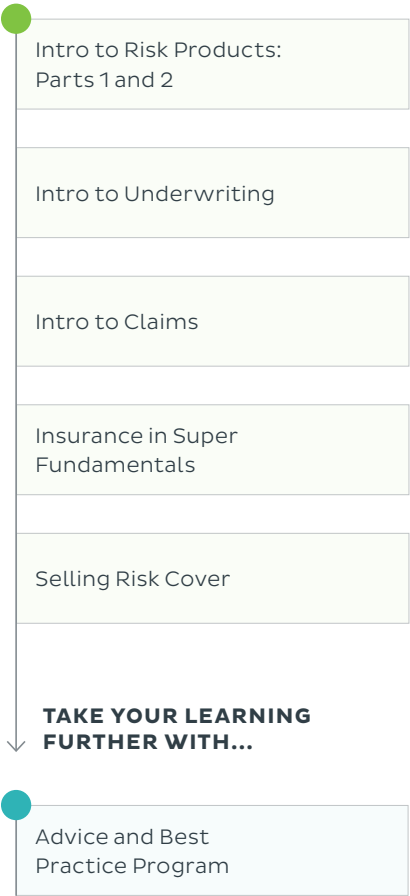 Intro to Risk Products:
Parts 1 and 2
Intro to Underwriting
Intro to Claims
Insurance in Super
Fundamentals
Selling Risk Cover
TAKE YOUR LEARNING
FURTHER WITH...
Advice and Best
Practice Program